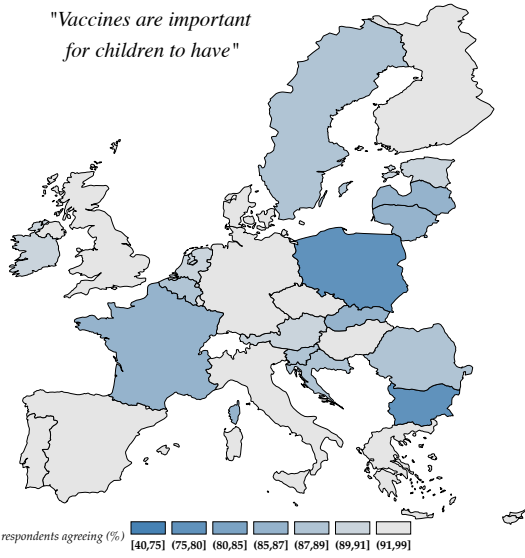 "Vaccines are important
for children to have"
respondents agreeing (%)
[40,75] (75,80] (80,85] (85,87] (87,89] (89,91] (91,99]